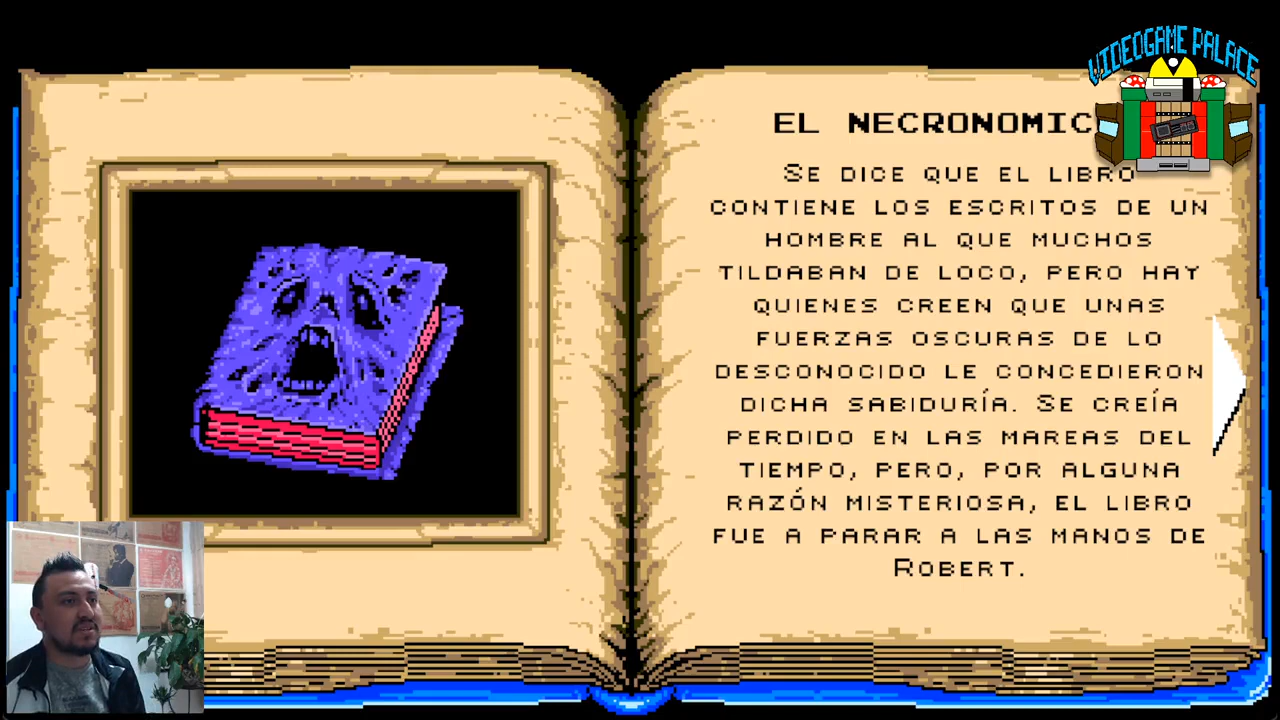 VIDEOGAME PALACE
EL NECRONOMIC
SE DICE QUE EL LIBRO
CONTIENE LOS ESCRITOS DE UN
HOMBRE AL QUE MUCHOS
TILDABAN DE LOCO, PERO HAY
QUIENES CREEN QUE UNAS
FUERZAS OSCURAS DE LO
DESCONOCIDO LE CONCEDIERON
DICHA SABIDURÍA. SE CREÍA
PERDIDO EN LAS MAREAS DEL
TIEMPO, PERO, POR ALGUNA
RAZÓN MISTERIOSA, EL LIBRO
FUE A PARAR A LAS MANOS DE
ROBERT.